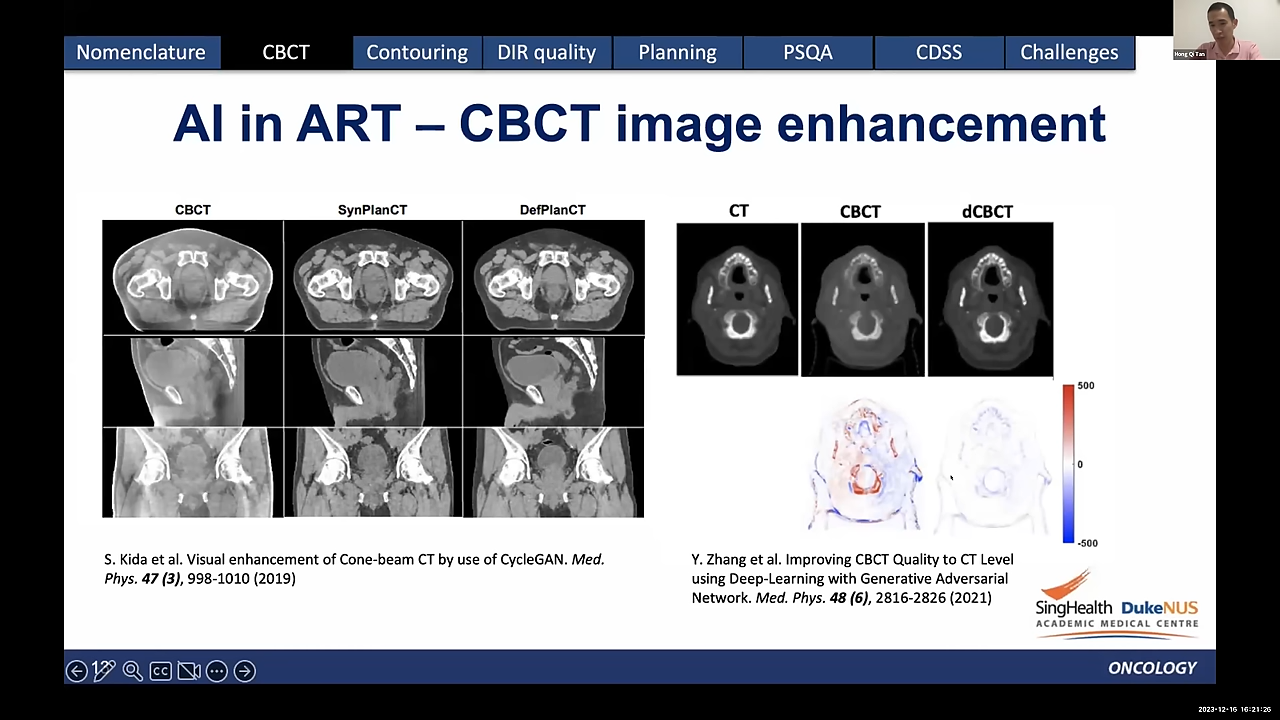 Hong Qi Tan
Nomenclature CBCT Contouring DIR quality Planning PSQA CDSS Challenges
AI in ART – CBCT image enhancement
CBCT SynPlanCT DefPlanCT
CT CBCT dCBCT
500
0
-500
S. Kida et al. Visual enhancement of Cone-beam CT by use of CycleGAN. Med.
Phys. 47 (3), 998-1010 (2019)
Y. Zhang et al. Improving CBCT Quality to CT Level
using Deep-Learning with Generative Adversarial
Network. Med. Phys. 48 (6), 2816-2826 (2021)
SingHealth DukeNUS
ACADEMIC MEDICAL CENTRE
CC
ONCOLOGY
2023-12-16 16:21:26